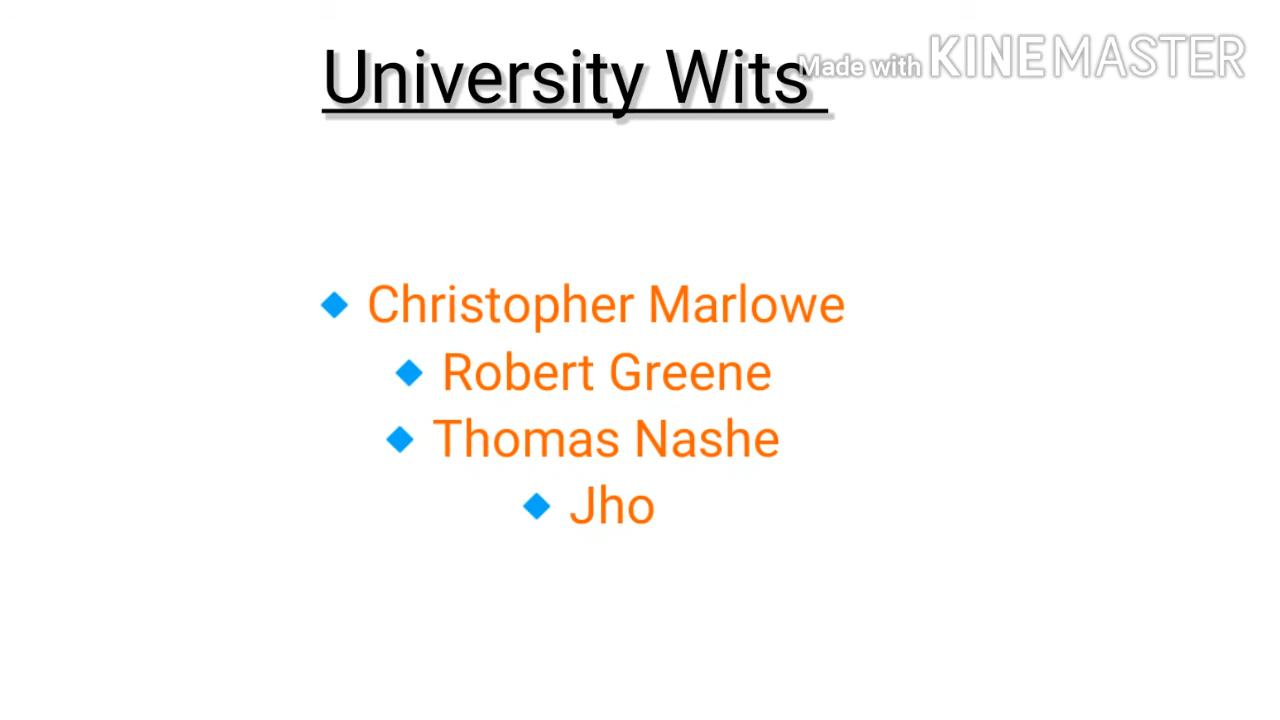 University Wits
Made with KINEMASTER
🔹 Christopher Marlowe
🔹 Robert Greene
🔹 Thomas Nashe
🔹 Jho